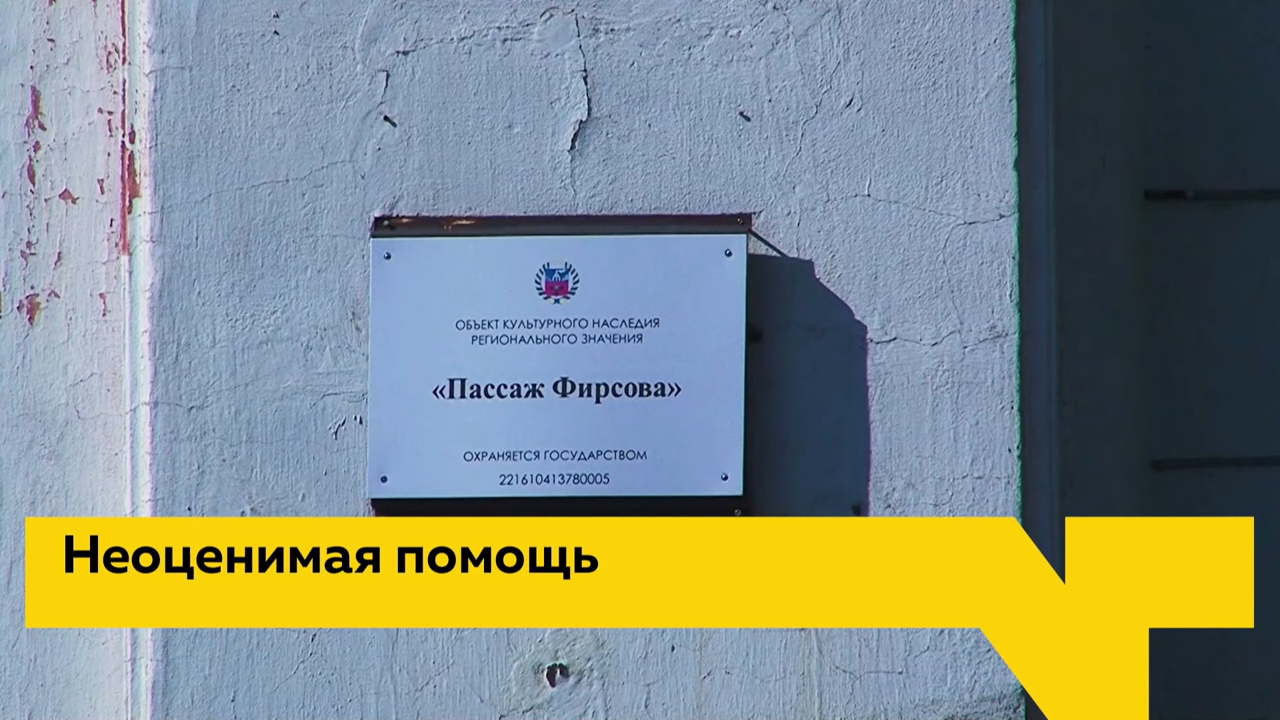 ОБЪЕКТ КУЛЬТУРНОГО НАСЛЕДИЯ
РЕГИОНАЛЬНОГО ЗНАЧЕНИЯ
«Пассаж Фирсова»
ОХРАНЯЕТСЯ ГОСУДАРСТВОМ
221610413780005
Неоценимая помощь